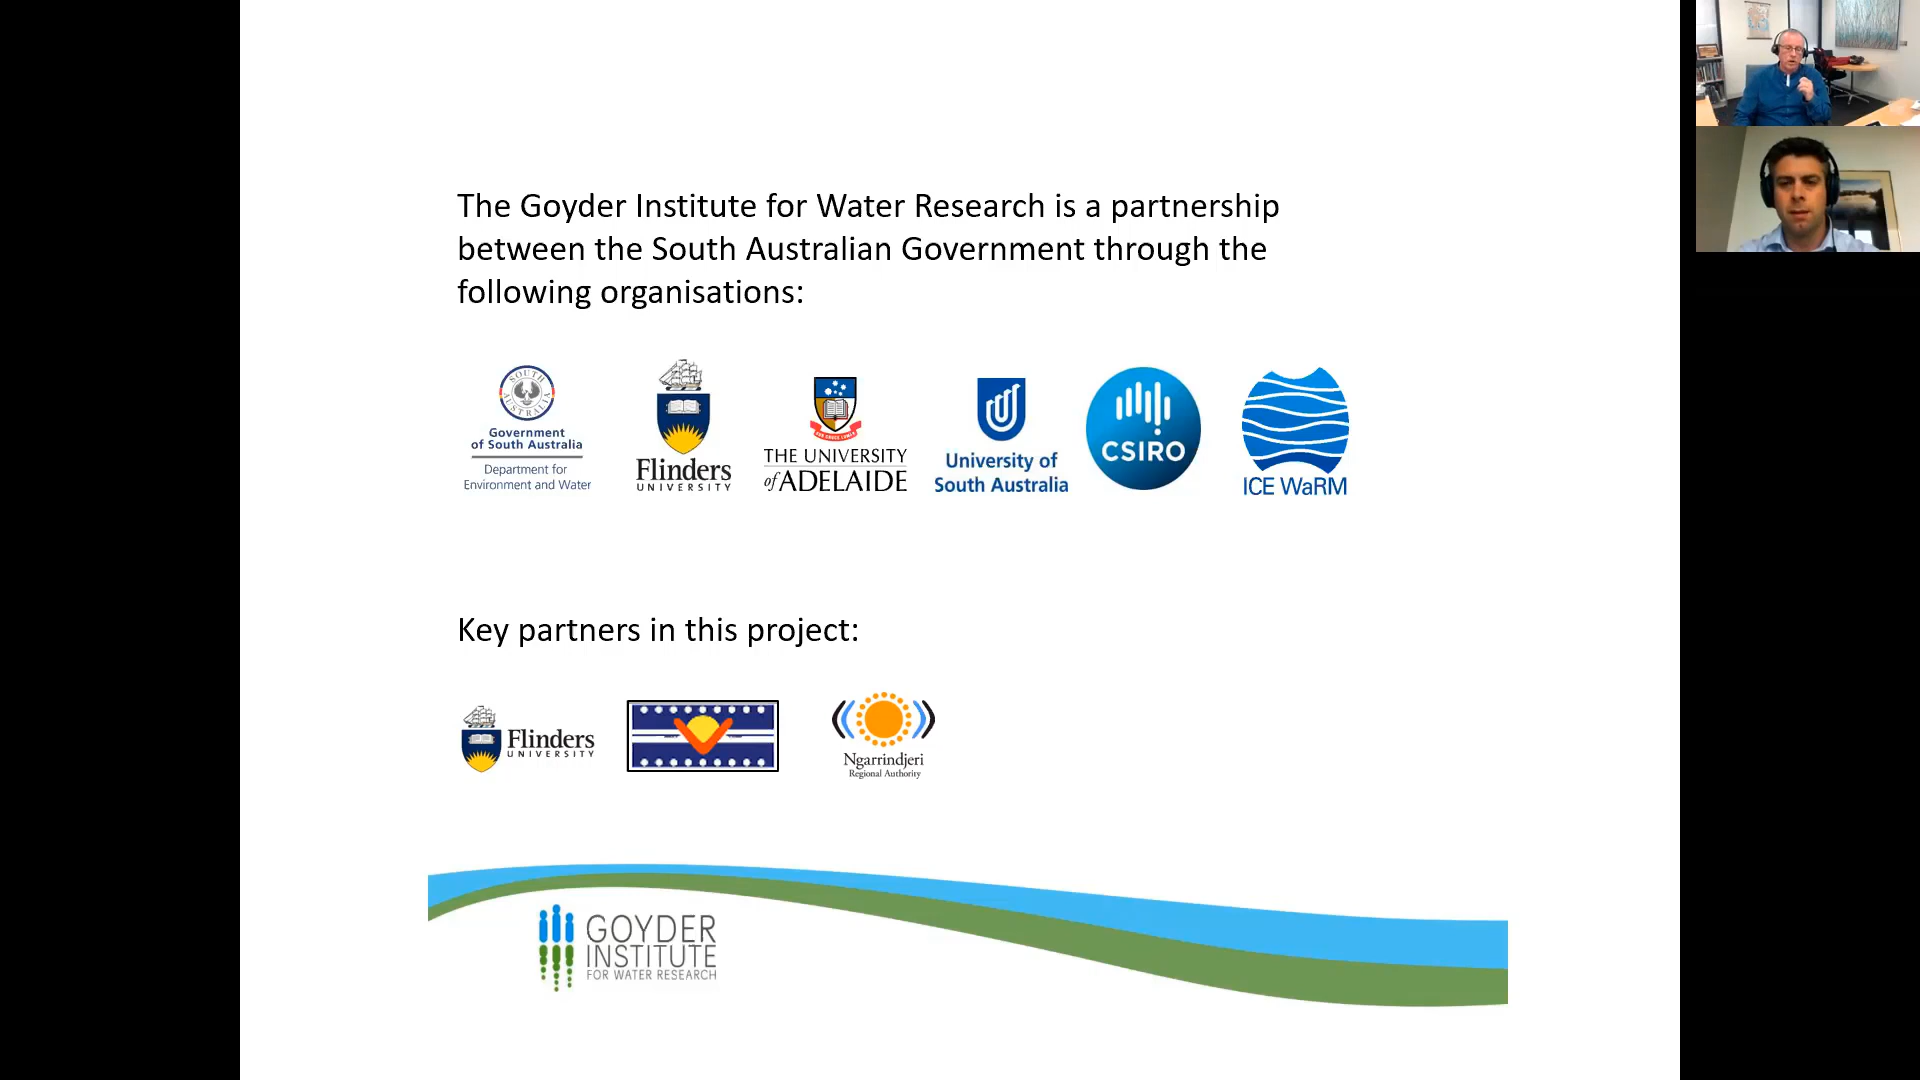 The Goyder Institute for Water Research is a partnership
between the South Australian Government through the
following organisations:
SOUTH
AUSTRALIA
Government
of South Australia
Department for
Environment and Water
Flinders
UNIVERSITY
THE UNIVERSITY
of ADELAIDE
University of
South Australia
CSIRO
ICE WaRM
Key partners in this project:
Flinders
UNIVERSITY
Ngarrindjeri
Regional Authority
GOYDER
INSTITUTE
FOR WATER RESEARCH